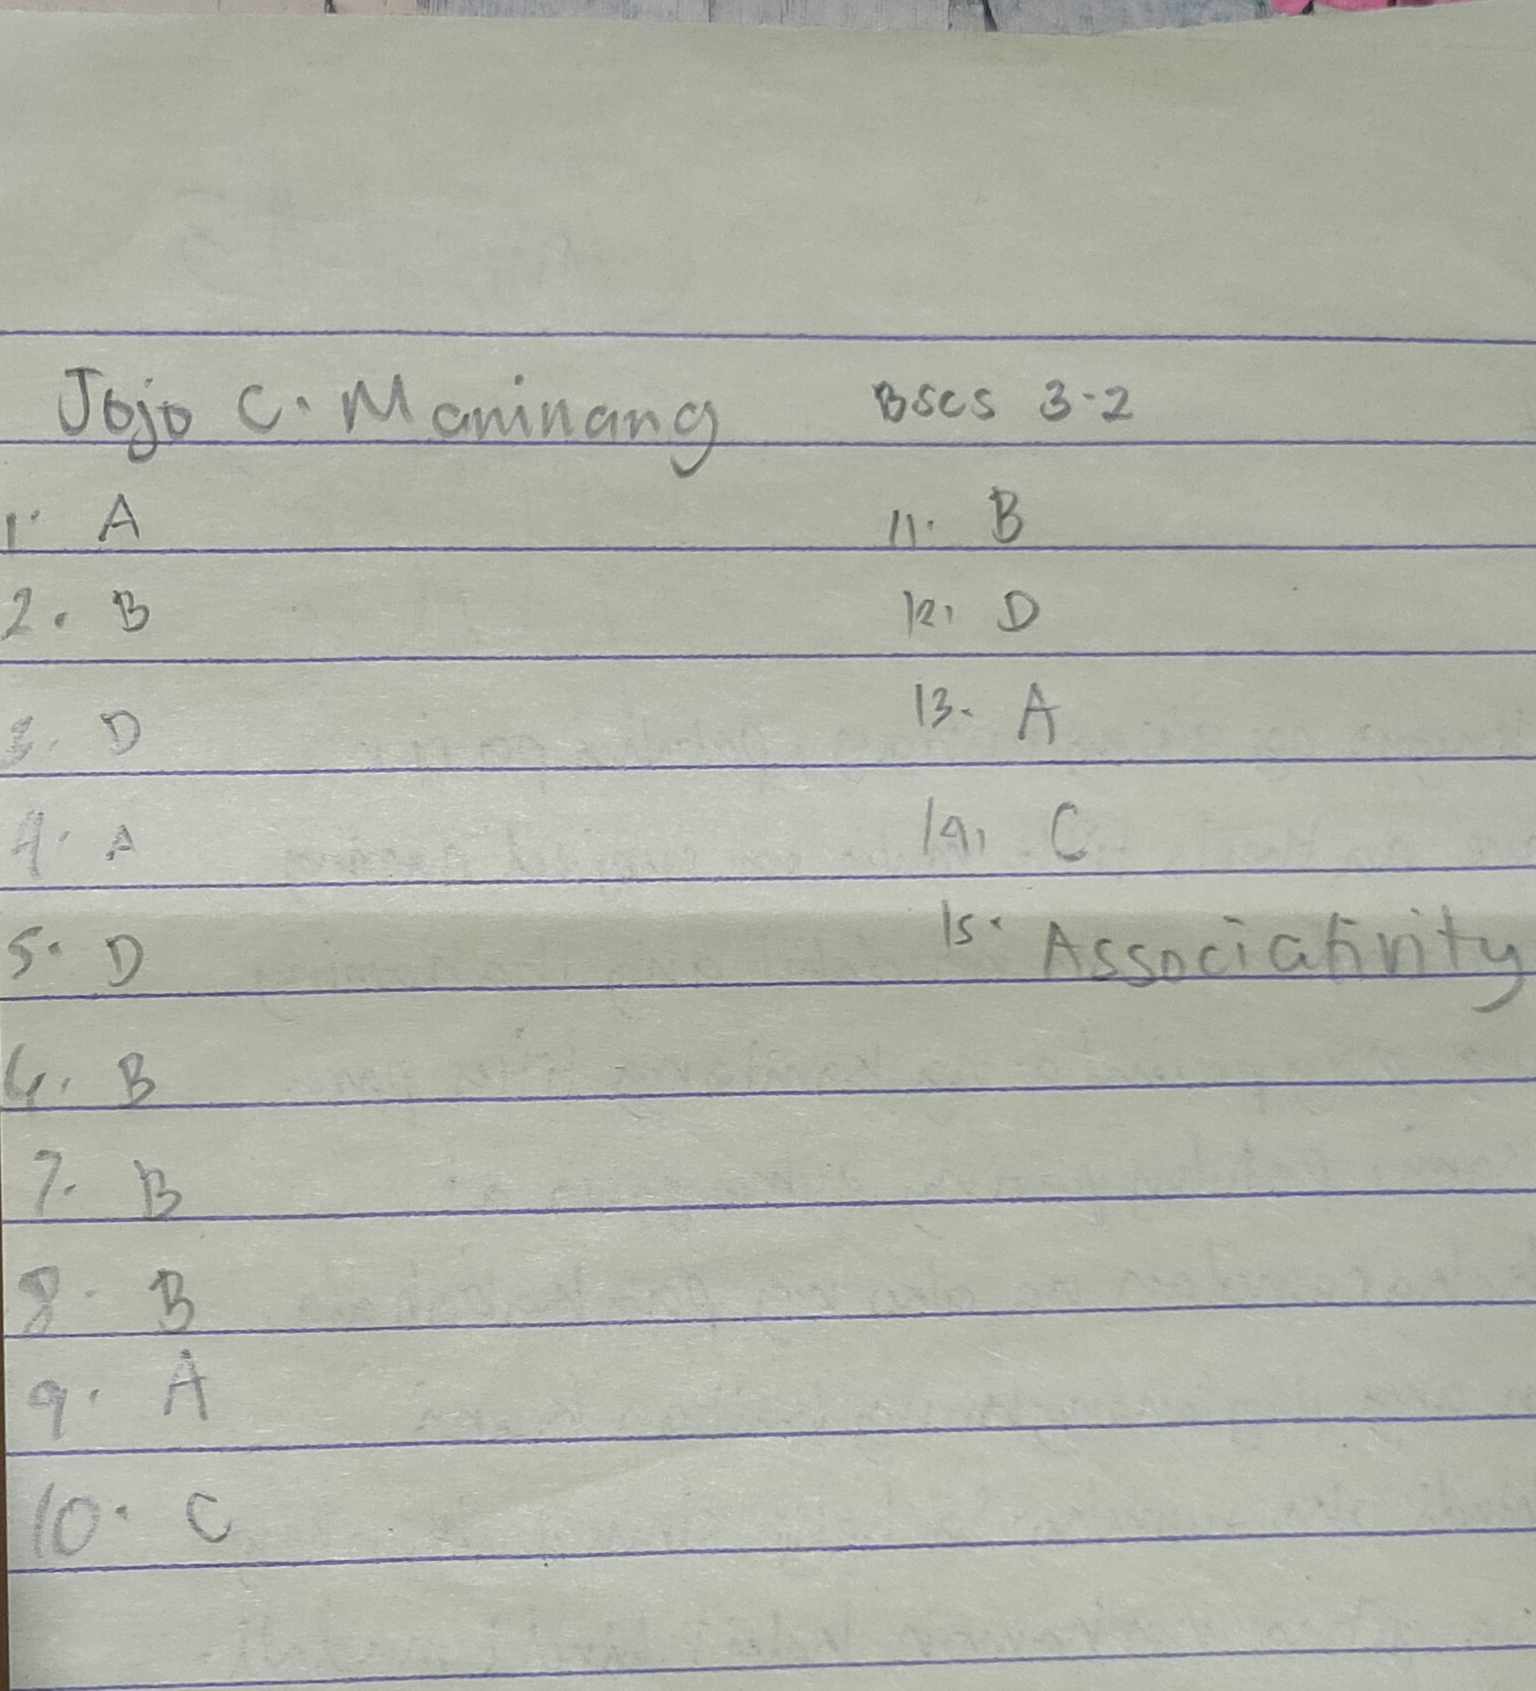 Jojo C. Maninang BSCS 3-2
1. A
2. B
3. D
4. A
5. D
6. B
7. B
8. B
9. A
10. C
11. B
12. D
13. A
14. C
15. Associativity